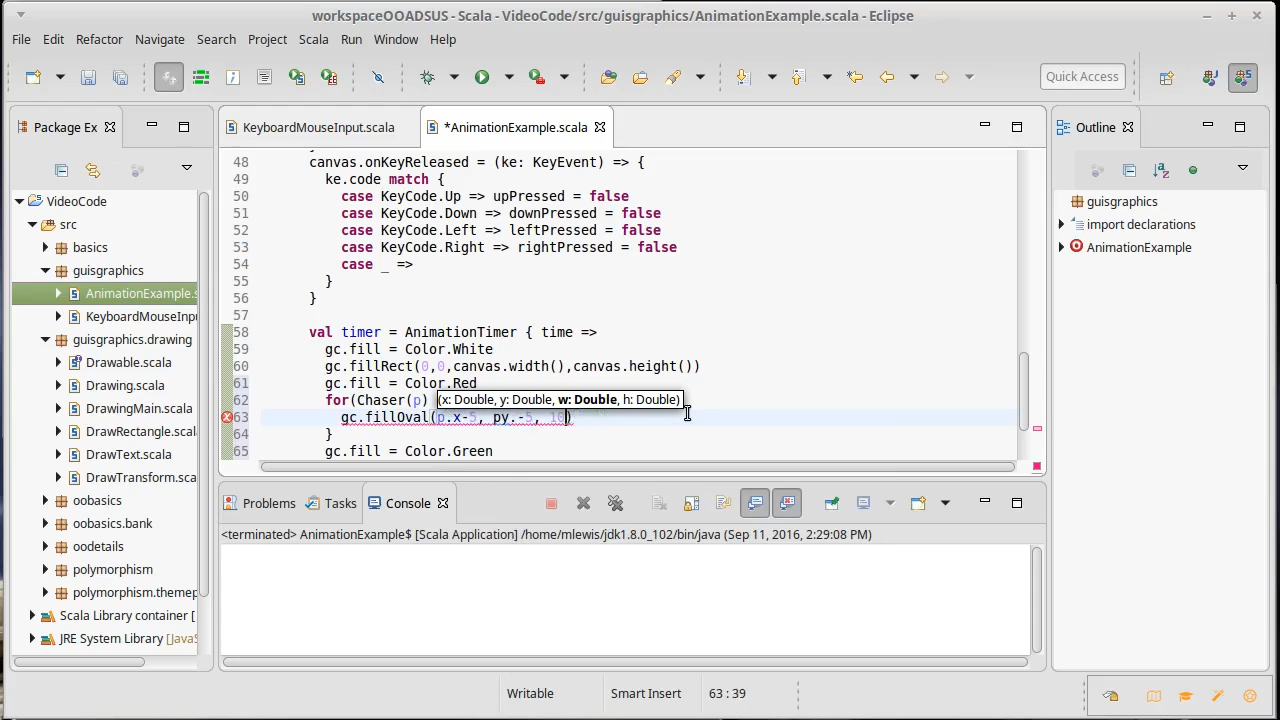 workspaceOOADSUS - Scala - VideoCode/src/guisgraphics/AnimationExample.scala - Eclipse
File Edit Refactor Navigate Search Project Scala Run Window Help
Quick Access
Package Ex
KeyboardMouseInput.scala
*AnimationExample.scala
Outline
VideoCode
src
basics
guisgraphics
AnimationExample.s
KeyboardMouseInpu
guisgraphics.drawing
Drawable.scala
Drawing.scala
DrawingMain.scala
DrawRectangle.scal
DrawText.scala
DrawTransform.sca
oobasics
oobasics.bank
oodetails
polymorphism
polymorphism.themep
Scala Library container [
JRE System Library [JavaS
48 canvas.onKeyReleased = (ke: KeyEvent) => {
49 ke.code match {
50 case KeyCode.Up => upPressed = false
51 case KeyCode.Down => downPressed = false
52 case KeyCode.Left => leftPressed = false
53 case KeyCode.Right => rightPressed = false
54 case _ =>
55 }
56 }
57
58 val timer = AnimationTimer { time =>
59 gc.fill = Color.White
60 gc.fillRect(0,0,canvas.width(),canvas.height())
61 gc.fill = Color.Red
62 for(Chaser(p)
(x: Double, y: Double, w: Double, h: Double)
63 gc.fillOval(p.x-5, py.-5, 10)
64 }
65 gc.fill = Color.Green
guisgraphics
import declarations
AnimationExample
Problems Tasks Console
<terminated> AnimationExample$ [Scala Application] /home/mlewis/jdk1.8.0_102/bin/java (Sep 11, 2016, 2:29:08 PM)
Writable Smart Insert 63 : 39